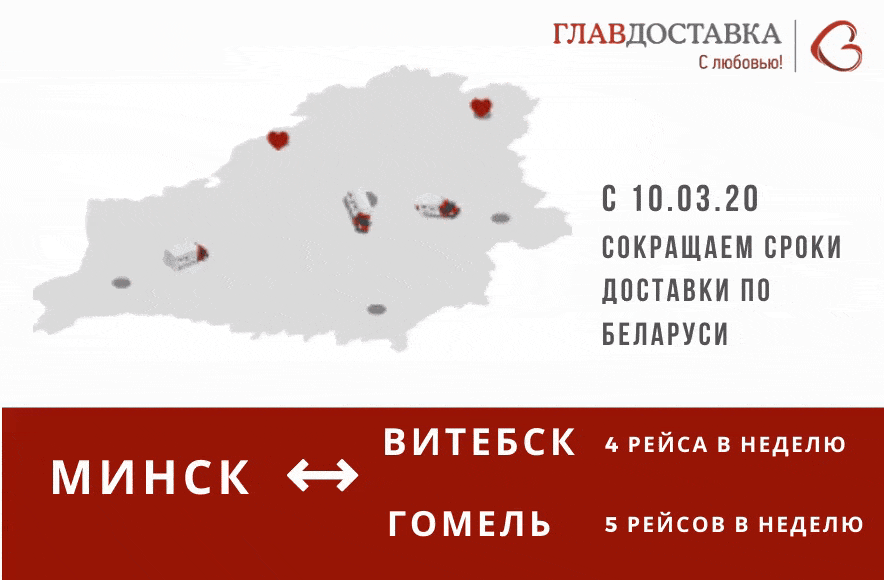 ГЛАВДОСТАВКА
С любовью!
С 10.03.20
СОКРАЩАЕМ СРОКИ
ДОСТАВКИ ПО
БЕЛАРУСИ
МИНСК ↔
ВИТЕБСК 4 РЕЙСА В НЕДЕЛЮ
ГОМЕЛЬ 5 РЕЙСОВ В НЕДЕЛЮ